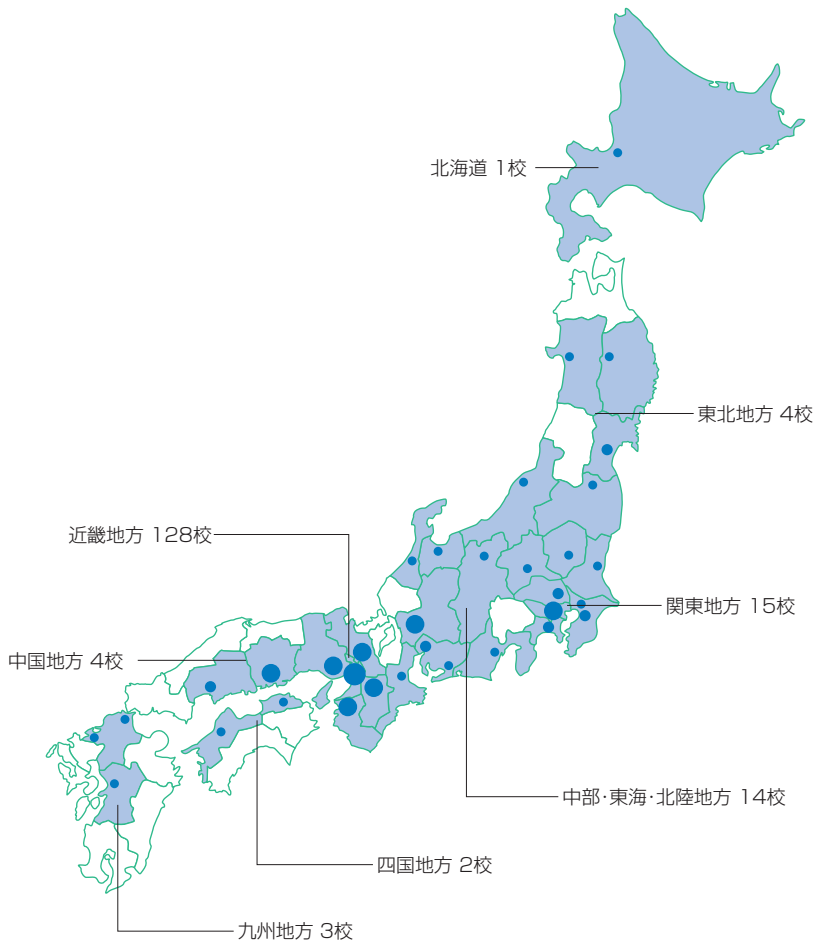 北海道 1校
東北地方 4校
近畿地方 128校
関東地方 15校
中国地方 4校
中部・東海・北陸地方 14校
四国地方 2校
九州地方 3校